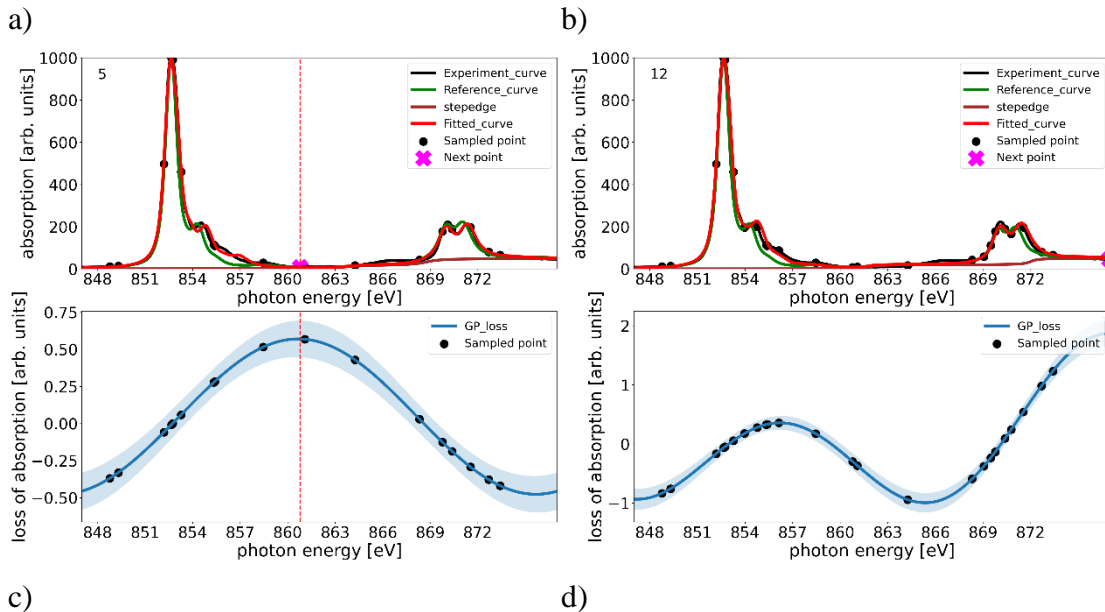 a)
b)
5
1000
800
600
400
200
0
absorption [arb. units]
Experiment_curve
Reference_curve
stepedge
Fitted_curve
Sampled point
Next point
848 851 854 857 860 863 866 869 872
photon energy [eV]
12
1000
800
600
400
200
0
absorption [arb. units]
Experiment_curve
Reference_curve
stepedge
Fitted_curve
Sampled point
Next point
848 851 854 857 860 863 866 869 872
photon energy [eV]
0.75
0.50
0.25
0.00
−0.25
−0.50
loss of absorption [arb. units]
GP_loss
Sampled point
848 851 854 857 860 863 866 869 872
photon energy [eV]
2
1
0
−1
loss of absorption [arb. units]
GP_loss
Sampled point
848 851 854 857 860 863 866 869 872
photon energy [eV]
c)
d)